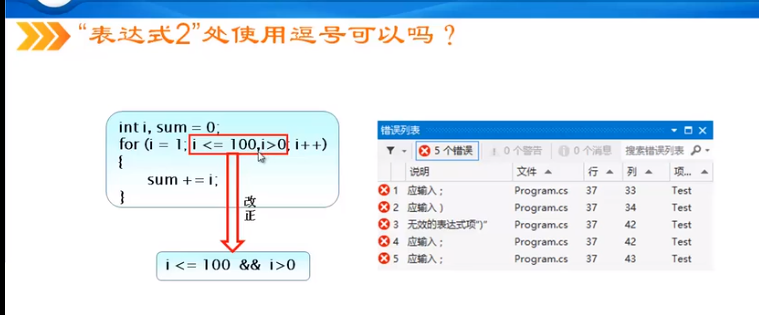 “表达式2”处使用逗号可以吗？
int i, sum = 0;
for (i = 1; i <= 100,i>0; i++)
{
sum += i;
}
改正
i <= 100 && i>0
错误列表
5 个错误 0 个警告 0 个消息 搜索错误列表
说明 文件 行 列 项...
1 应输入 ; Program.cs 37 33 Test
2 应输入 ) Program.cs 37 34 Test
3 无效的表达式项“)” Program.cs 37 42 Test
4 应输入 ; Program.cs 37 42 Test
5 应输入 ; Program.cs 37 43 Test